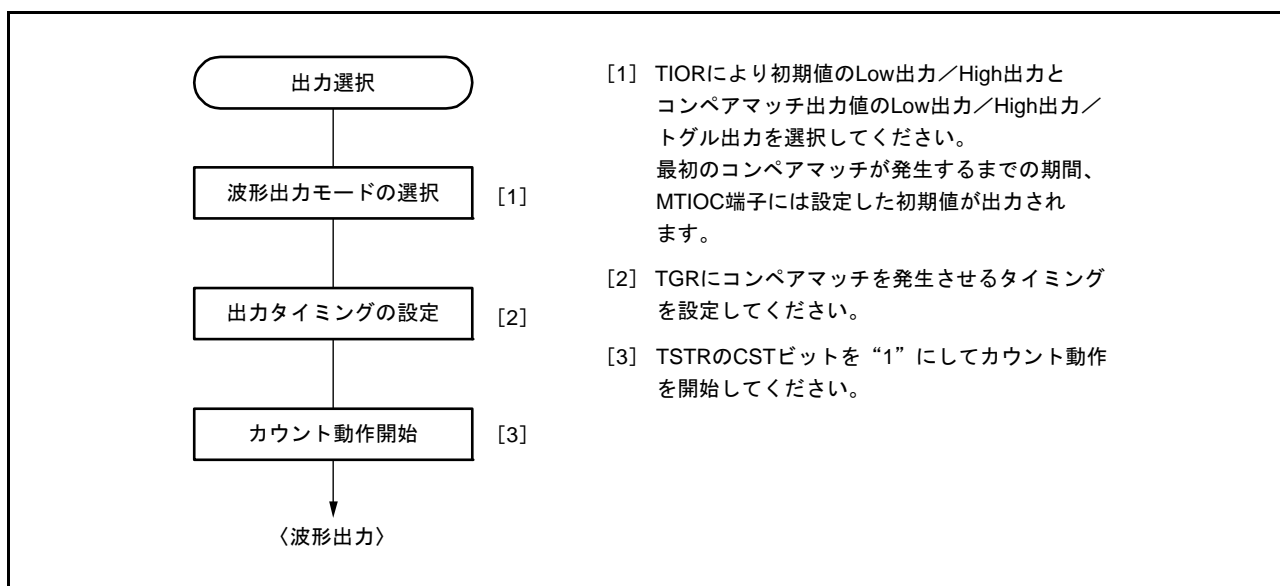 出力選択
波形出力モードの選択 [1]
出力タイミングの設定 [2]
カウント動作開始 [3]
〈波形出力〉
[1] TIORにより初期値のLow出力／High出力と
コンペアマッチ出力値のLow出力／High出力／
トグル出力を選択してください。
最初のコンペアマッチが発生するまでの期間、
MTIOC端子には設定した初期値が出力され
ます。
[2] TGRにコンペアマッチを発生させるタイミング
を設定してください。
[3] TSTRのCSTビットを“1”にしてカウント動作
を開始してください。